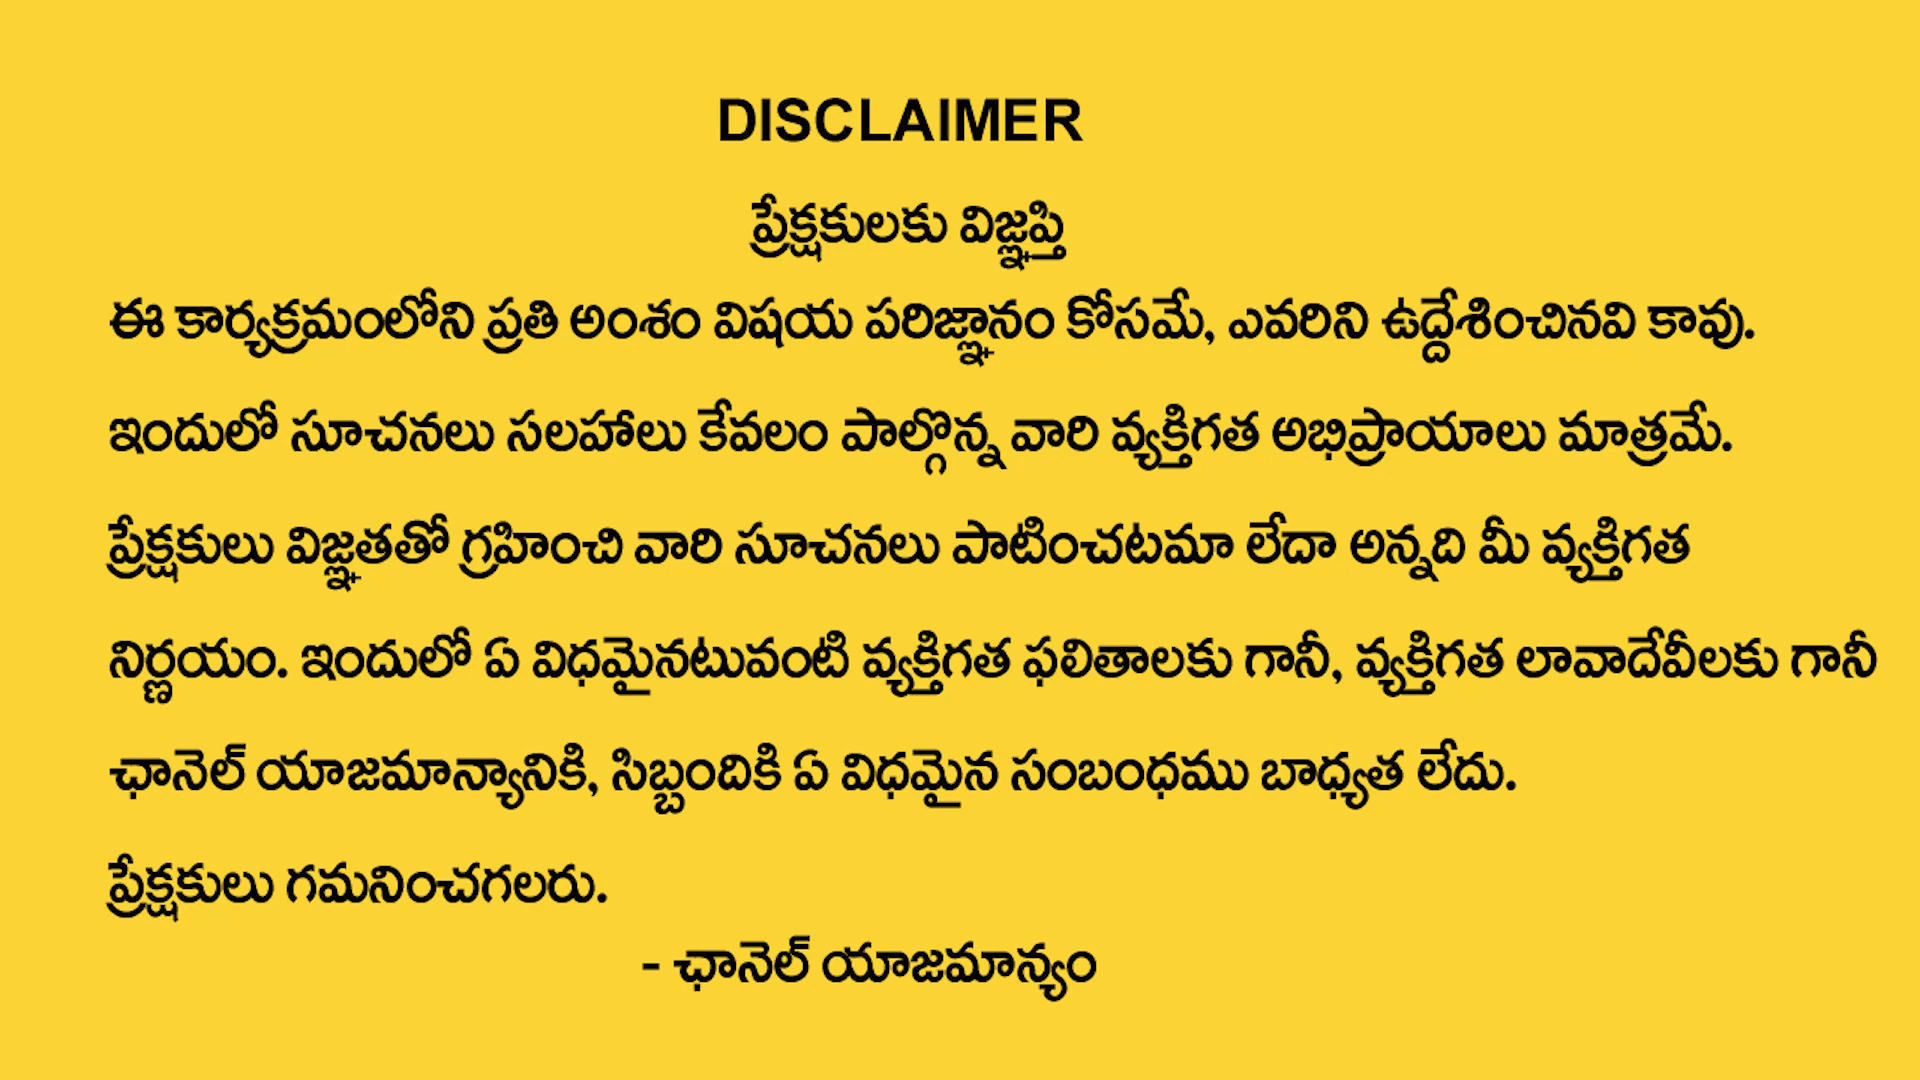 DISCLAIMER
ప్రేక్షకులకు విజ్ఞప్తి
ఈ కార్యక్రమంలోని ప్రతి అంశం విషయ పరిజ్ఞానం కోసమే, ఎవరిని ఉద్దేశించినవి కావు.
ఇందులో సూచనలు సలహాలు కేవలం పాల్గొన్న వారి వ్యక్తిగత అభిప్రాయాలు మాత్రమే.
ప్రేక్షకులు విజ్ఞతతో గ్రహించి వారి సూచనలు పాటించటమా లేదా అన్నది మీ వ్యక్తిగత
నిర్ణయం. ఇందులో ఏ విధమైనటువంటి వ్యక్తిగత ఫలితాలకు గానీ, వ్యక్తిగత లావాదేవీలకు గానీ
ఛానెల్ యాజమాన్యానికి, సిబ్బందికి ఏ విధమైన సంబంధము బాధ్యత లేదు.
ప్రేక్షకులు గమనించగలరు.
- ఛానెల్ యాజమాన్యం